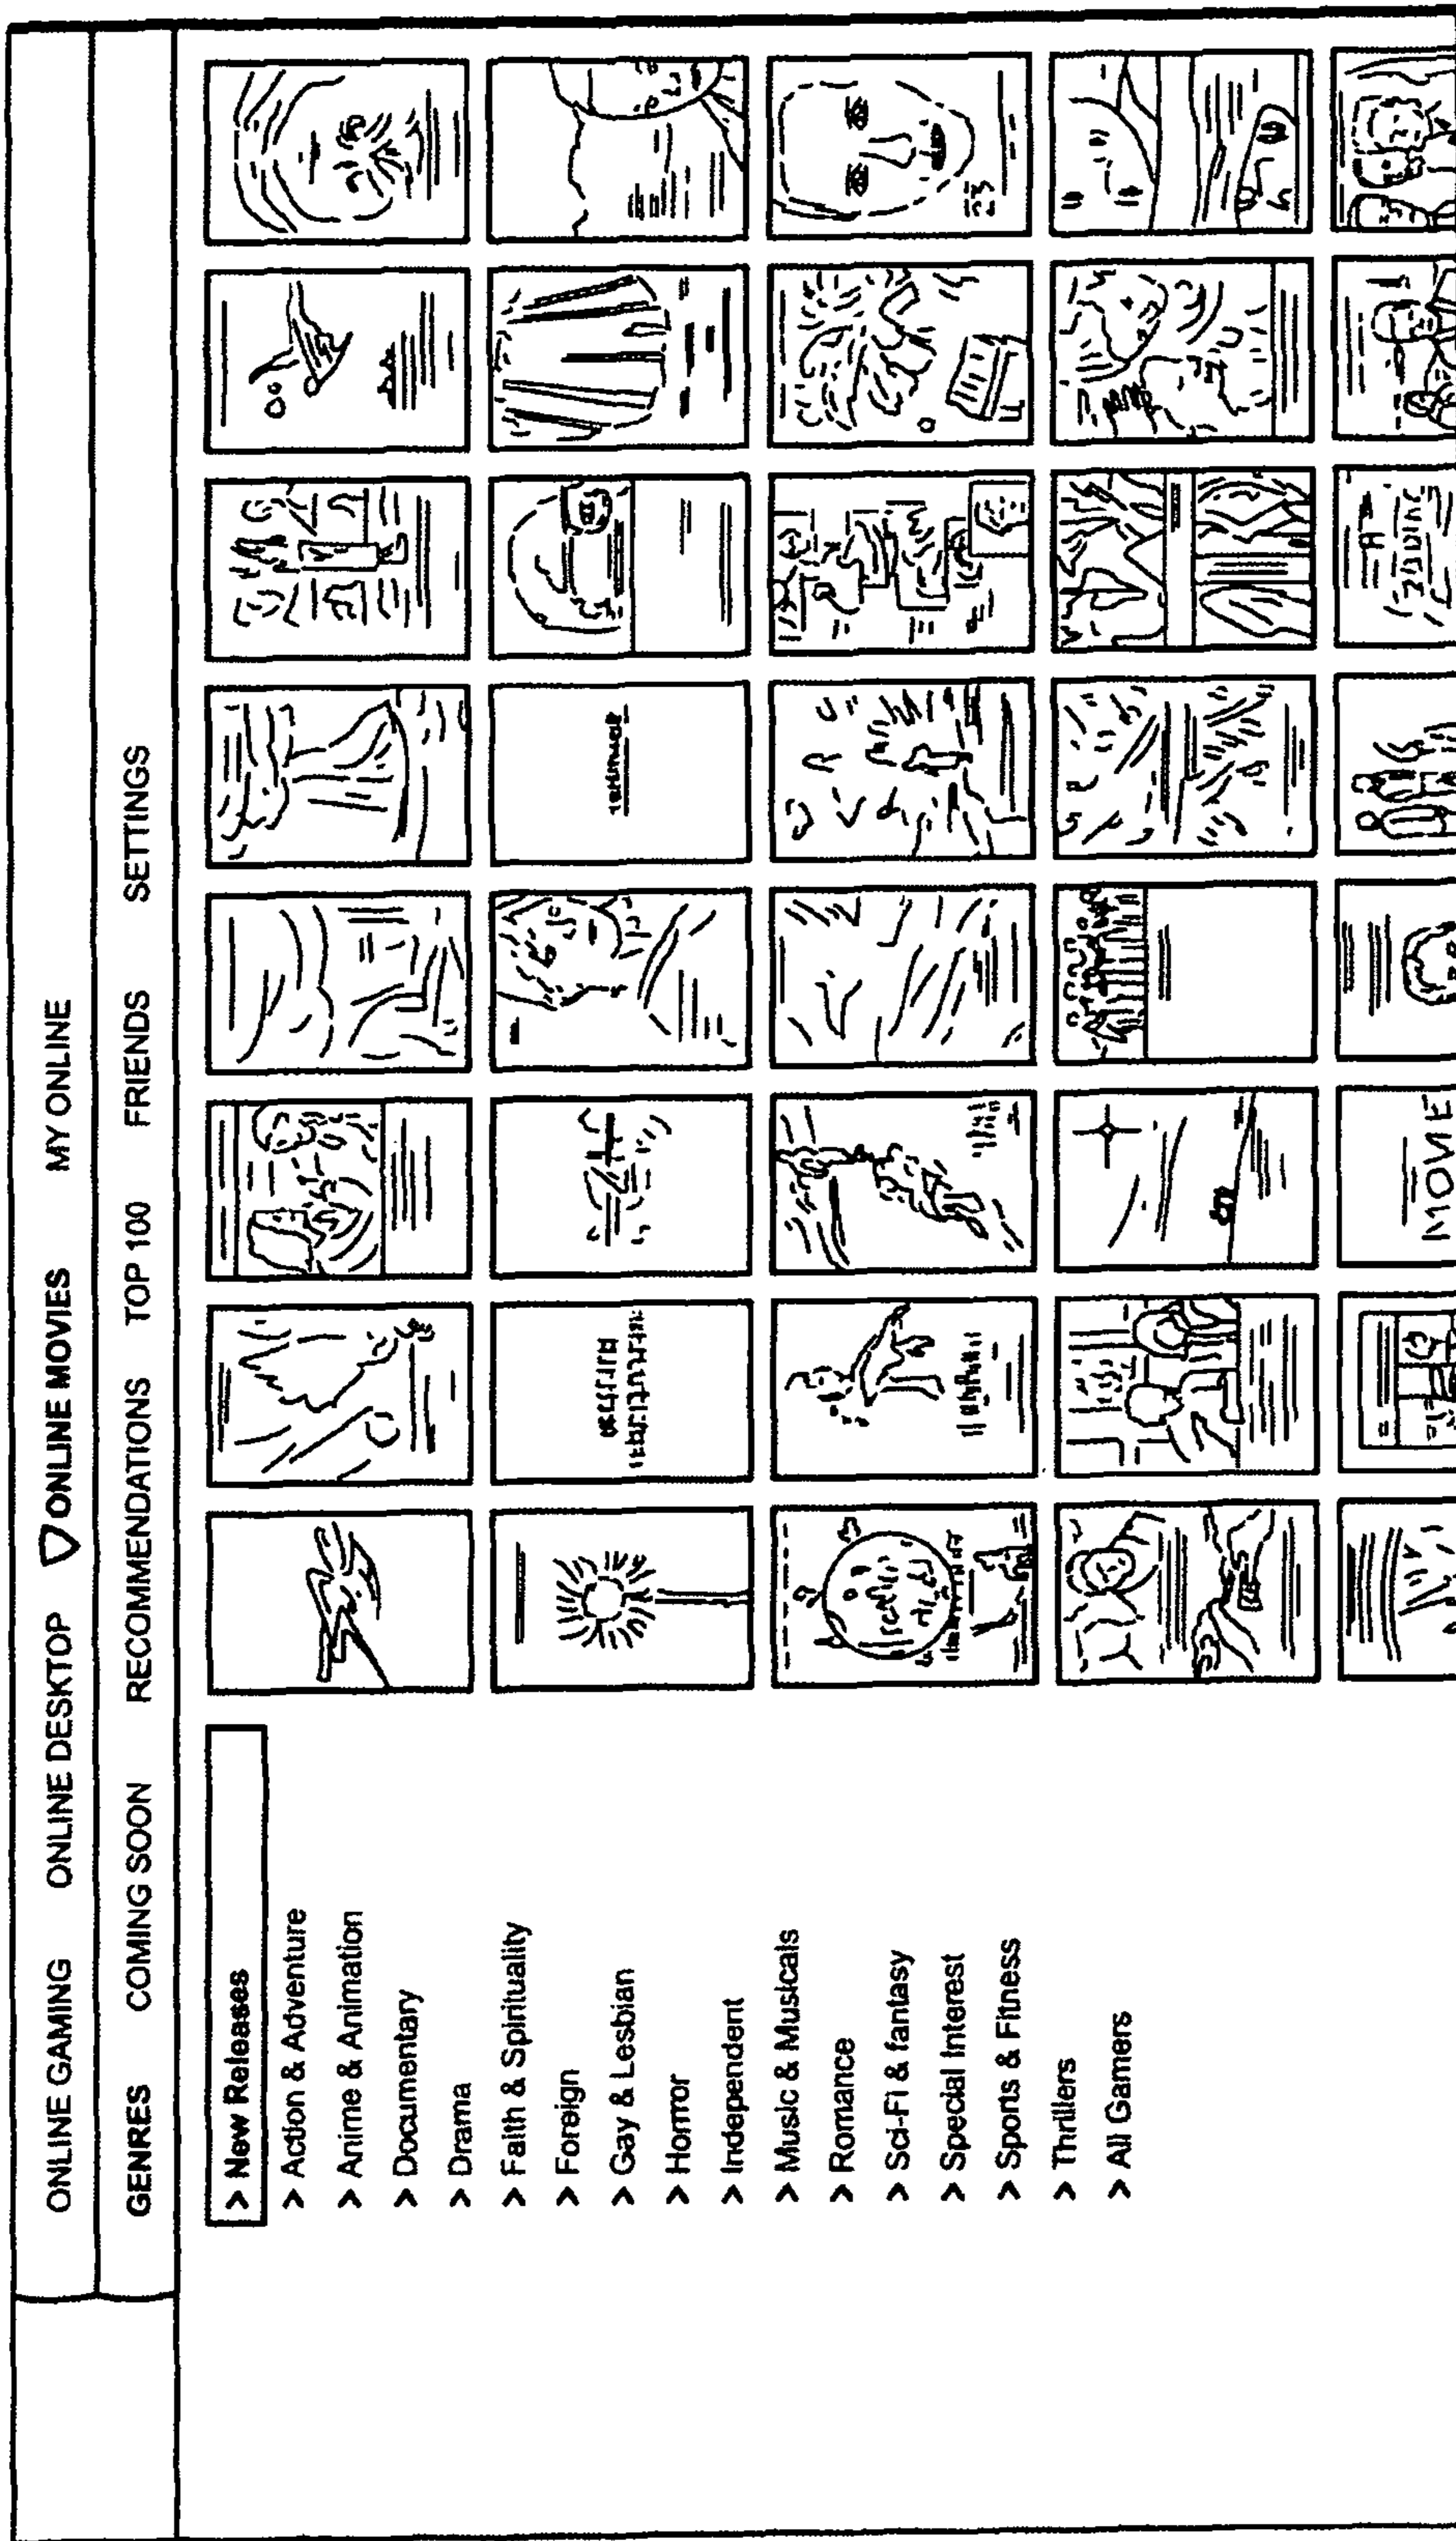 ONLINE GAMING ONLINE DESKTOP ONLINE MOVIES MY ONLINE
GENRES COMING SOON RECOMMENDATIONS TOP 100 FRIENDS SETTINGS
> New Releases
> Action & Adventure
> Anime & Animation
> Documentary
> Drama
> Faith & Spirituality
> Foreign
> Gay & Lesbian
> Horror
> Independent
> Music & Musicals
> Romance
> Sci-Fi & fantasy
> Special Interest
> Sports & Fitness
> Thrillers
> All Gamers
23
MOVIE